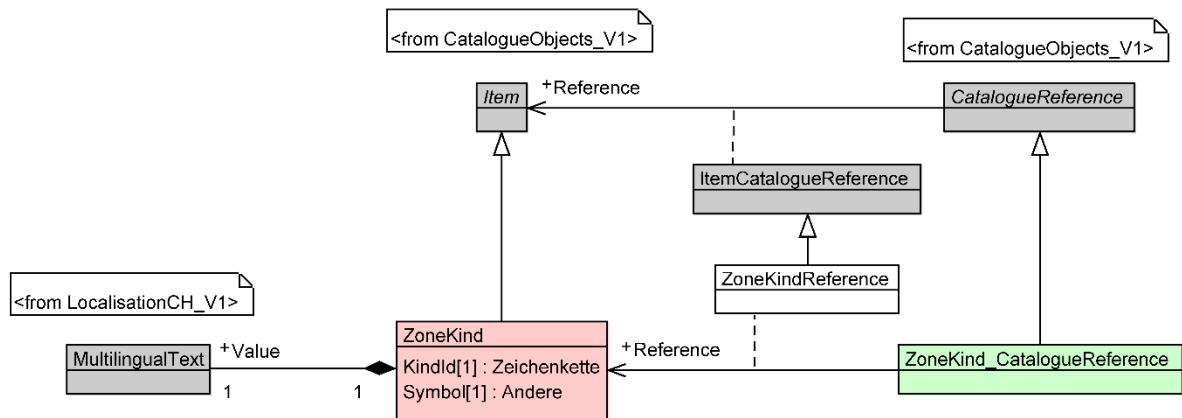 <from CatalogueObjects_V1>
<from CatalogueObjects_V1>
Item
+Reference
CatalogueReference
ItemCatalogueReference
ZoneKindReference
<from LocalisationCH_V1>
MultilingualText
+Value
1
1
ZoneKind
KindId[1] : Zeichenkette
Symbol[1] : Andere
+Reference
ZoneKind_CatalogueReference